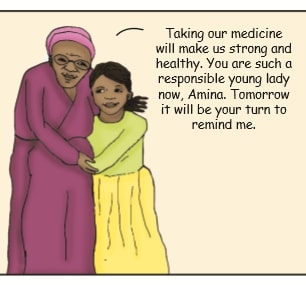 Taking our medicine
will make us strong and
healthy. You are such a
responsible young lady
now, Amina. Tomorrow
it will be your turn to
remind me.